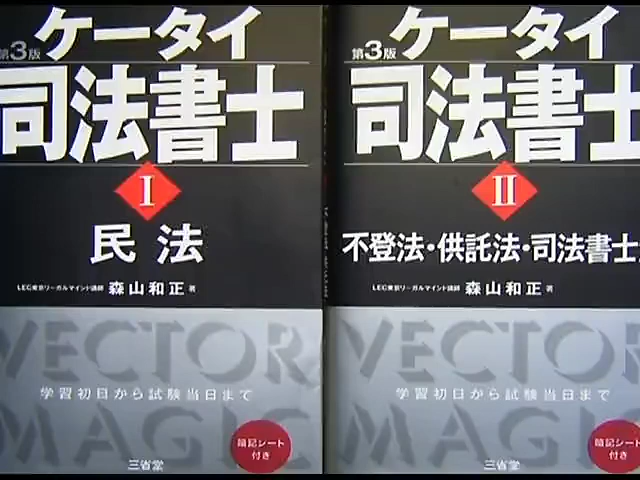 第3版 ケータイ
司法書士
I
民法
LEC東京リーガルマインド講師 森山和正 著
VECTOR
MAGIC
学習初日から試験当日まで
暗記シート
付き
三省堂
第3版 ケータイ
司法書士
II
不登法・供託法・司法書士
LEC東京リーガルマインド講師 森山和正 著
VECTOR
MAGIC
学習初日から試験当日まで
暗記シート
付き
三省堂